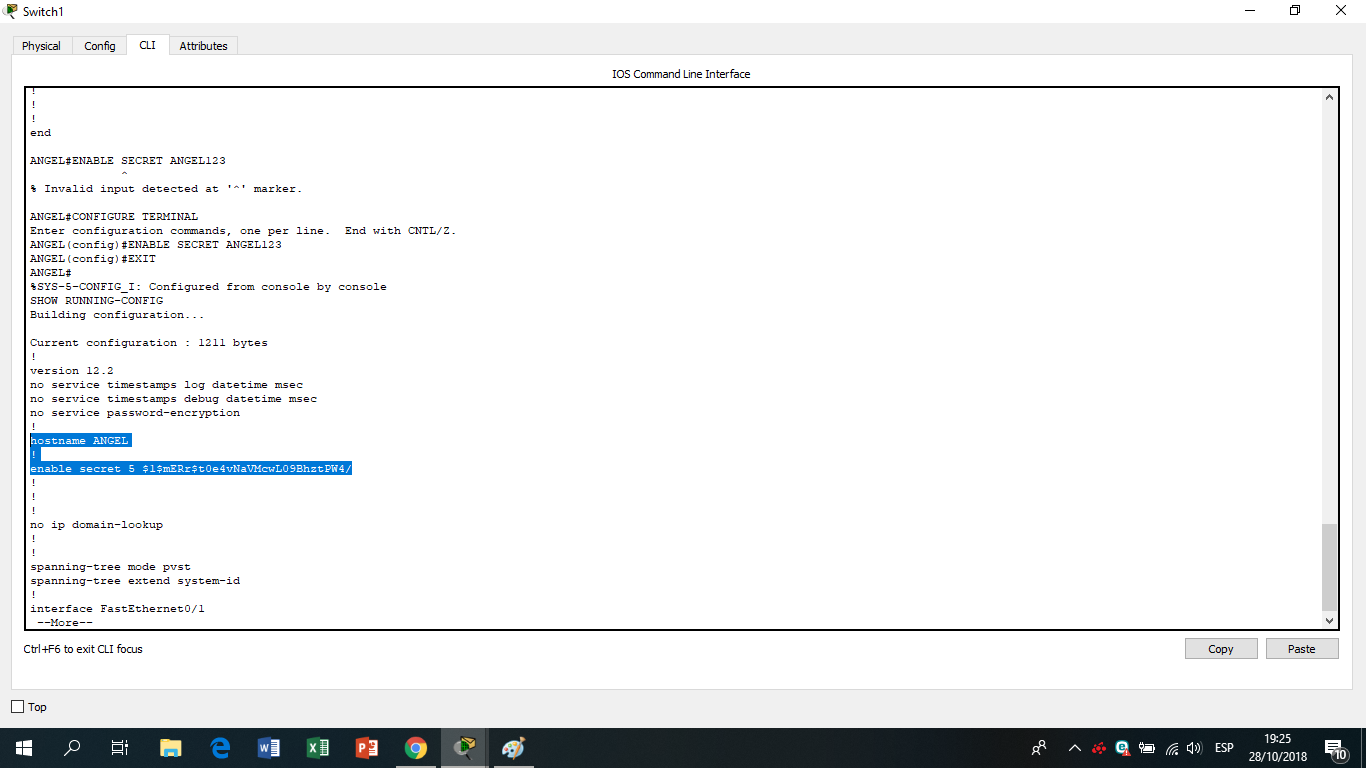 Switch1
Physical Config CLI Attributes
IOS Command Line Interface
!
!
!
end
ANGEL#ENABLE SECRET ANGEL123
^
% Invalid input detected at '^' marker.
ANGEL#CONFIGURE TERMINAL
Enter configuration commands, one per line.  End with CNTL/Z.
ANGEL(config)#ENABLE SECRET ANGEL123
ANGEL(config)#EXIT
ANGEL#
%SYS-5-CONFIG_I: Configured from console by console
SHOW RUNNING-CONFIG
Building configuration...
Current configuration : 1211 bytes
!
version 12.2
no service timestamps log datetime msec
no service timestamps debug datetime msec
no service password-encryption
!
hostname ANGEL
!
enable secret 5 $1$mERr$t0e4vNaVMcwL09BhztPW4/
!
!
!
no ip domain-lookup
!
!
spanning-tree mode pvst
spanning-tree extend system-id
!
interface FastEthernet0/1
--More--
Ctrl+F6 to exit CLI focus
Copy Paste
Top
ESP
19:25
28/10/2018
10